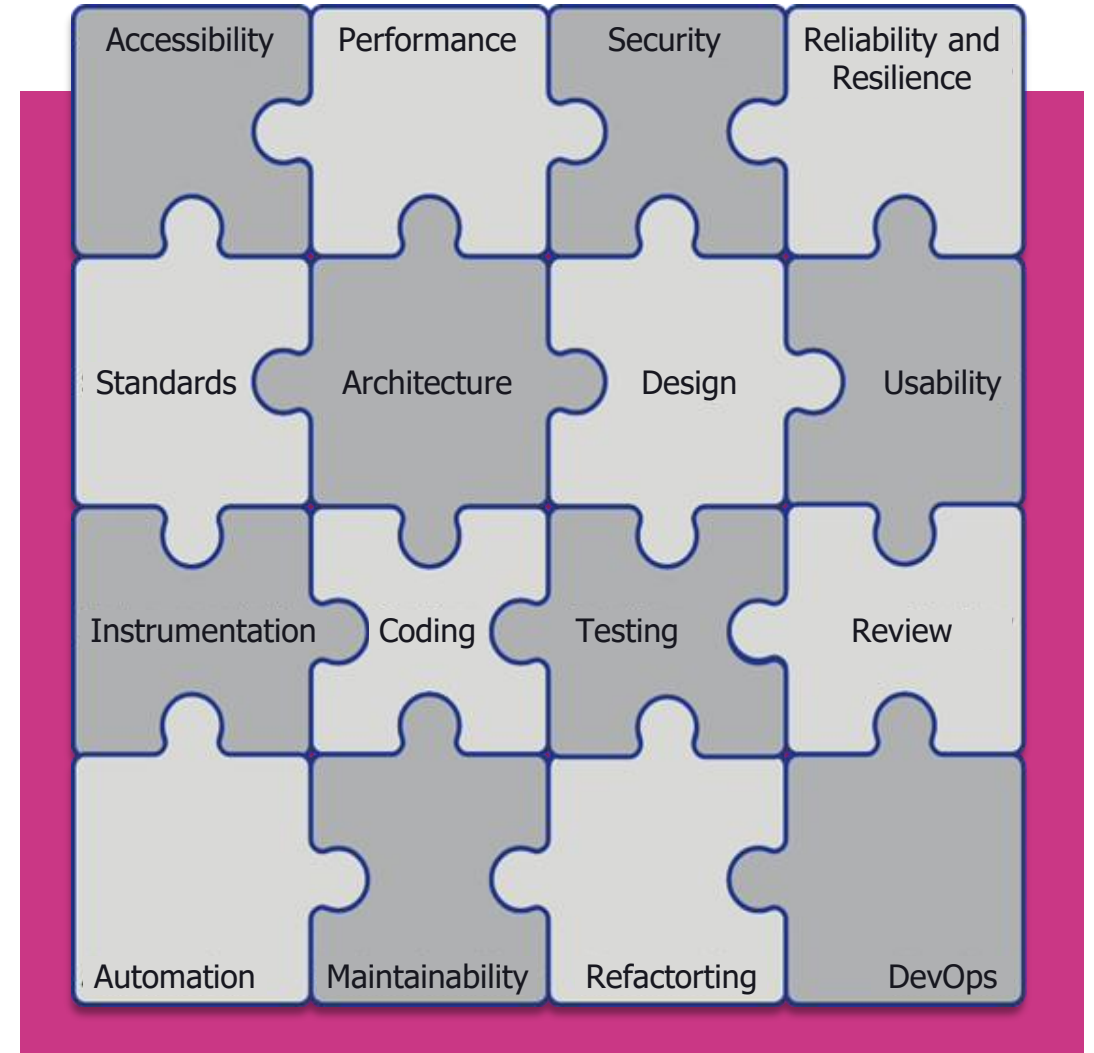 Accessibility
Performance
Security
Reliability and
Resilience
Standards
Architecture
Design
Usability
Instrumentation
Coding
Testing
Review
Automation
Maintainability
Refactorting
DevOps